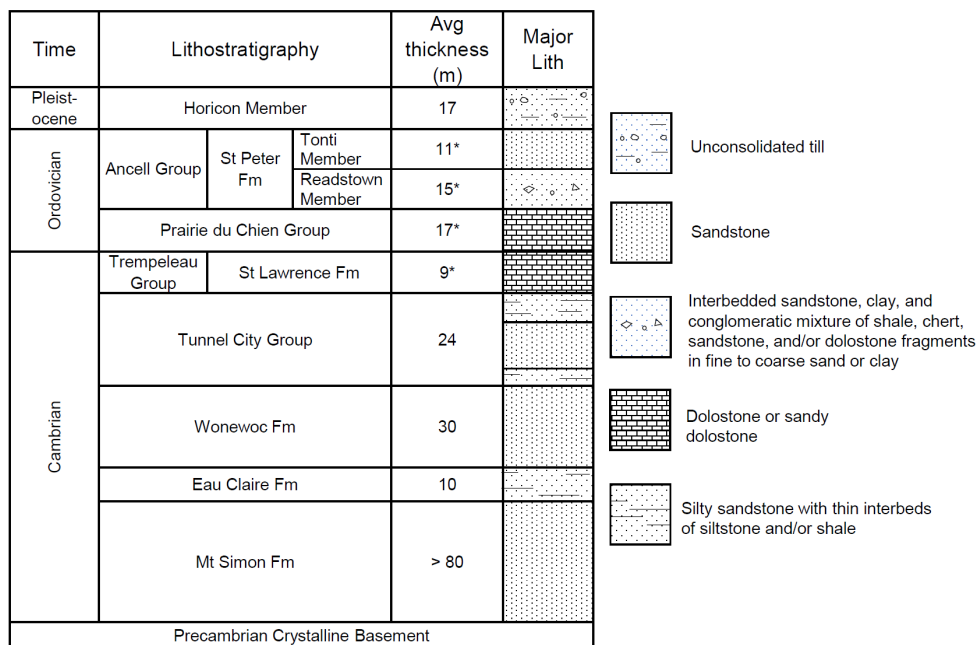 Time
Lithostratigraphy
Avg
thickness
(m)
Major
Lith
Pleist-
ocene
Horicon Member
17
Ordovician
Ancell Group
St Peter
Fm
Tonti
Member
11*
Readstown
Member
15*
Prairie du Chien Group
17*
Cambrian
Trempeleau
Group
St Lawrence Fm
9*
Tunnel City Group
24
Wonewoc Fm
30
Eau Claire Fm
10
Mt Simon Fm
> 80
Precambrian Crystalline Basement
Unconsolidated till
Sandstone
Interbedded sandstone, clay, and
conglomeratic mixture of shale, chert,
sandstone, and/or dolostone fragments
in fine to coarse sand or clay
Dolostone or sandy
dolostone
Silty sandstone with thin interbeds
of siltstone and/or shale